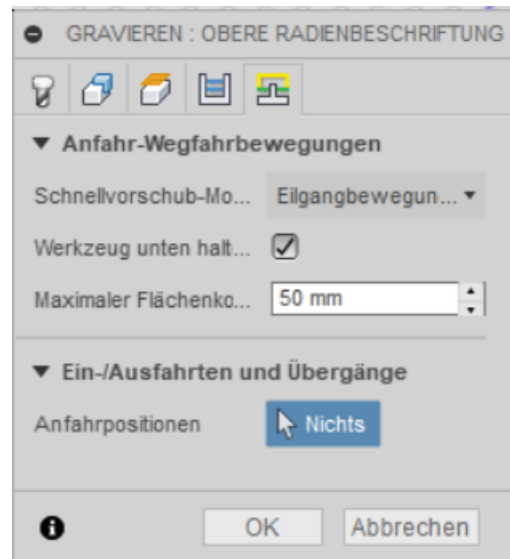 GRAVIEREN : OBERE RADIENBESCHRIFTUNG
Anfahr-Wegfahrbewegungen
Schnellvorschub-Mo... Eilgangbewegun...
Werkzeug unten halt...
Maximaler Flächenko... 50 mm
Ein-/Ausfahrten und Übergänge
Anfahrpositionen Nichts
OK Abbrechen